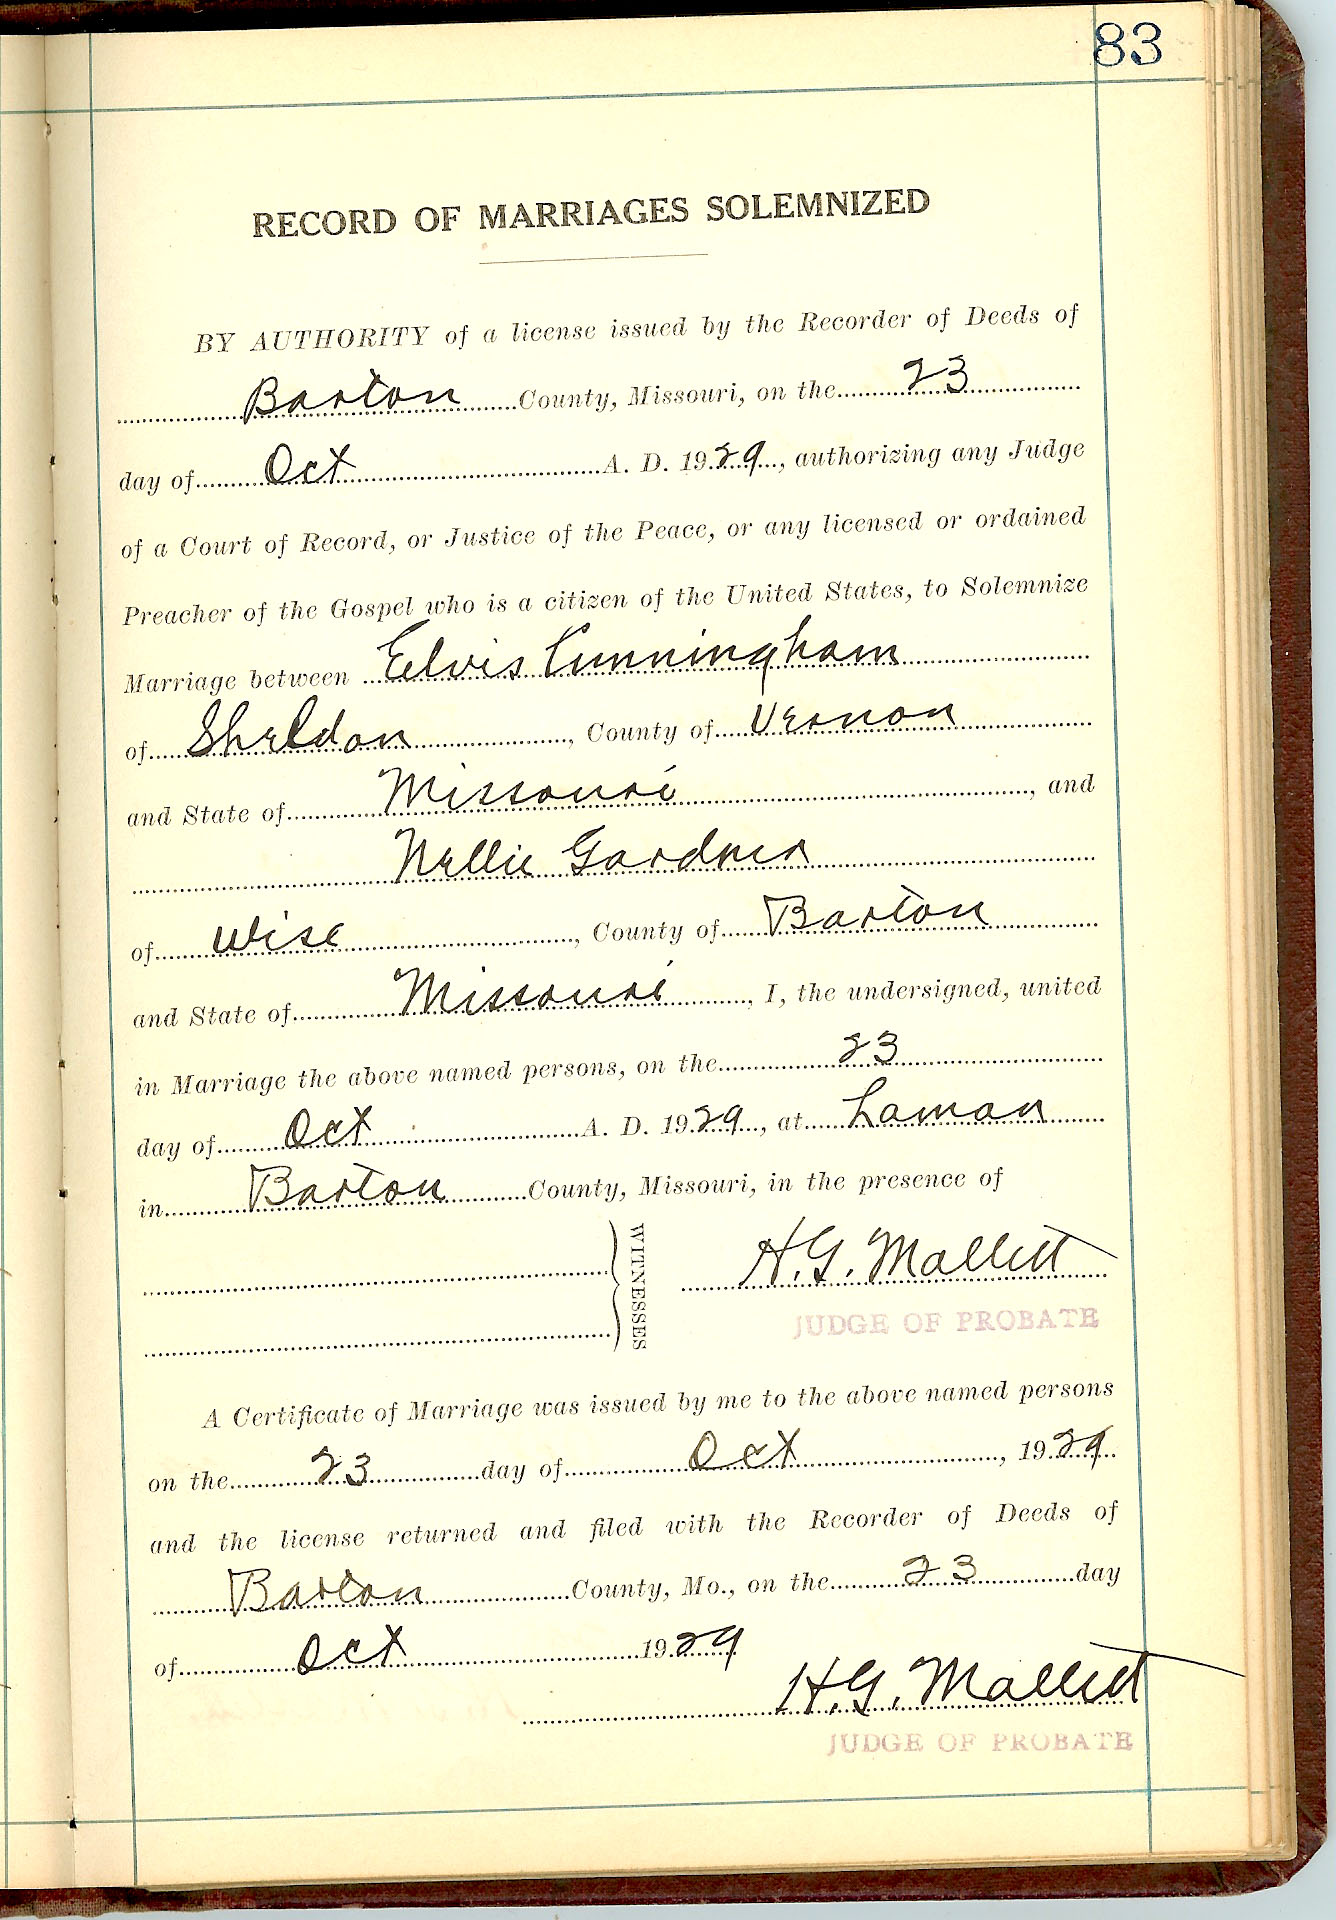 83
RECORD OF MARRIAGES SOLEMNIZED
BY AUTHORITY of a license issued by the Recorder of Deeds of
Barton County, Missouri, on the 23
day of Oct A. D. 1929, authorizing any Judge
of a Court of Record, or Justice of the Peace, or any licensed or ordained
Preacher of the Gospel who is a citizen of the United States, to Solemnize
Marriage between Elvis Cunningham
of Sheldon, County of Vernon
and State of Missouri, and
Nellie Gardner
of Wise, County of Barton
and State of Missouri, I, the undersigned, united
in Marriage the above named persons, on the 23
day of Oct A. D. 1929, at Lamar
in Barton County, Missouri, in the presence of
WITNESSES
H. G. Mallett
JUDGE OF PROBATE
A Certificate of Marriage was issued by me to the above named persons
on the 23 day of Oct, 1929
and the license returned and filed with the Recorder of Deeds of
Barton County, Mo., on the 23 day
of Oct 1929
H. G. Mallett
JUDGE OF PROBATE